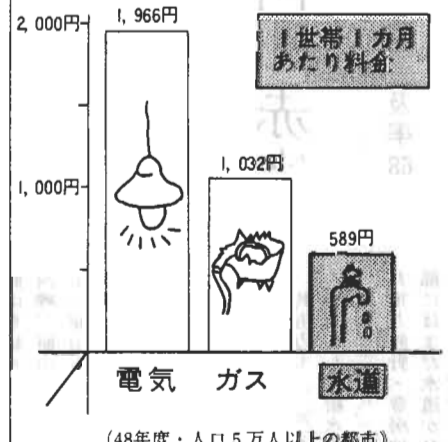 1世帯1カ月
あたり料金
2,000円
1,966円
1,032円
1,000円
589円
電気
ガス
水道
(48年度・人口5万人以上の都市)